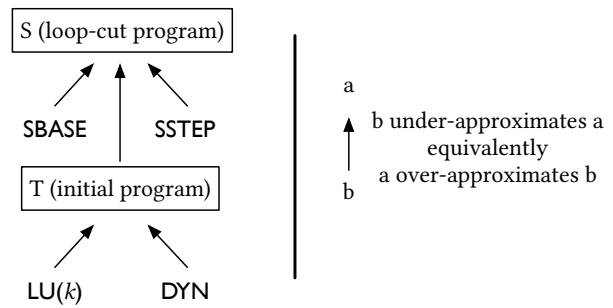 S (loop-cut program)
SBASE SSTEP
T (initial program)
LU(k) DYN
a
b under-approximates a
equivalently
a over-approximates b
b